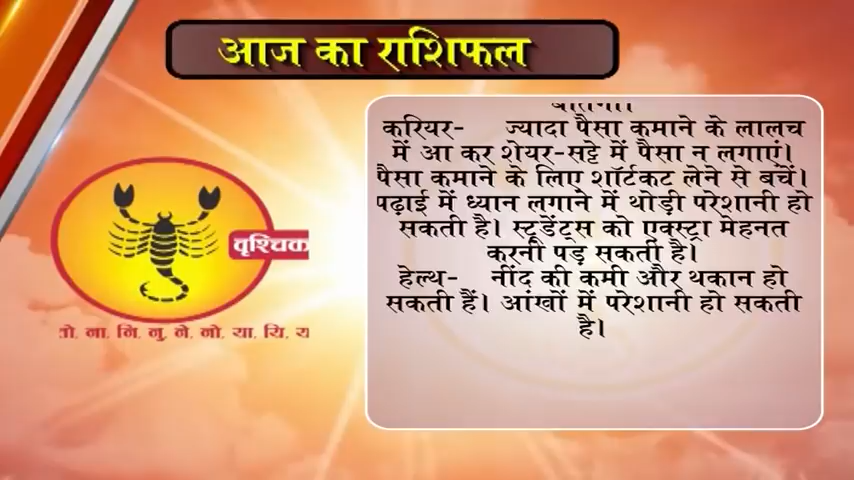 आज का राशिफल
करियर- ज्यादा पैसा कमाने के लालच
में आ कर शेयर-सट्टे में पैसा न लगाएं।
पैसा कमाने के लिए शॉर्टकट लेने से बचें।
पढ़ाई में ध्यान लगाने में थोड़ी परेशानी हो
सकती है। स्टूडेंट्स को एक्स्ट्रा मेहनत
करनी पड़ सकती है।
हेल्थ- नींद की कमी और थकान हो
सकती हैं। आंखों में परेशानी हो सकती
है।
वृश्चिक
ना, नि, नु, ने, नो, या, यि,